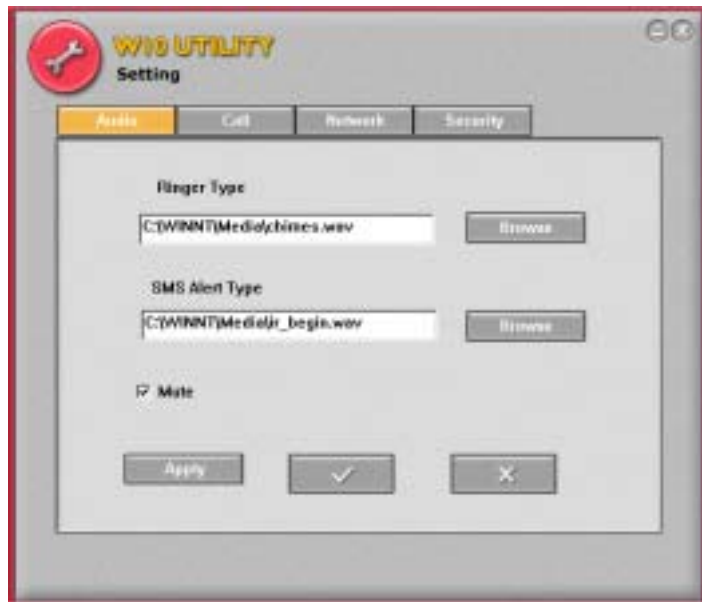 W10 UTILITY
Setting
Audio Call Network Security
Ringer Type
C:\WINNT\Media\chimes.wav Browse
SMS Alert Type
C:\WINNT\Media\ir_begin.wav Browse
Mute
Apply